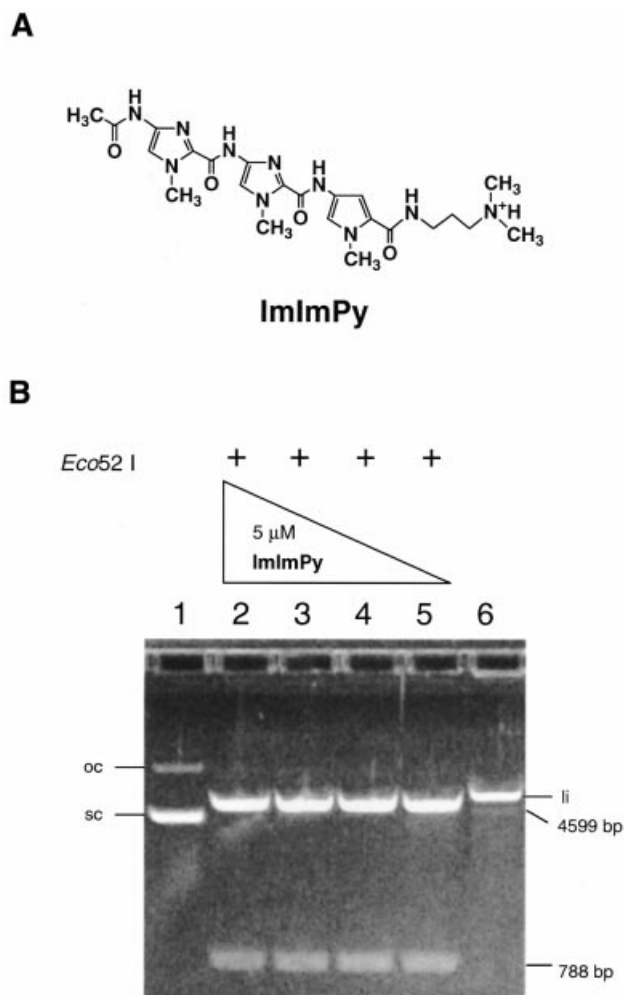 A
H
H₃C
N
O
N
N
CH₃
H
N
O
N
N
CH₃
H
N
O
N
CH₃
H
N
O
CH₃
N⁺H
CH₃
ImImPy
B
Eco52 I + + + +
5 µM
ImImPy
1 2 3 4 5 6
oc
li
sc
4599 bp
788 bp